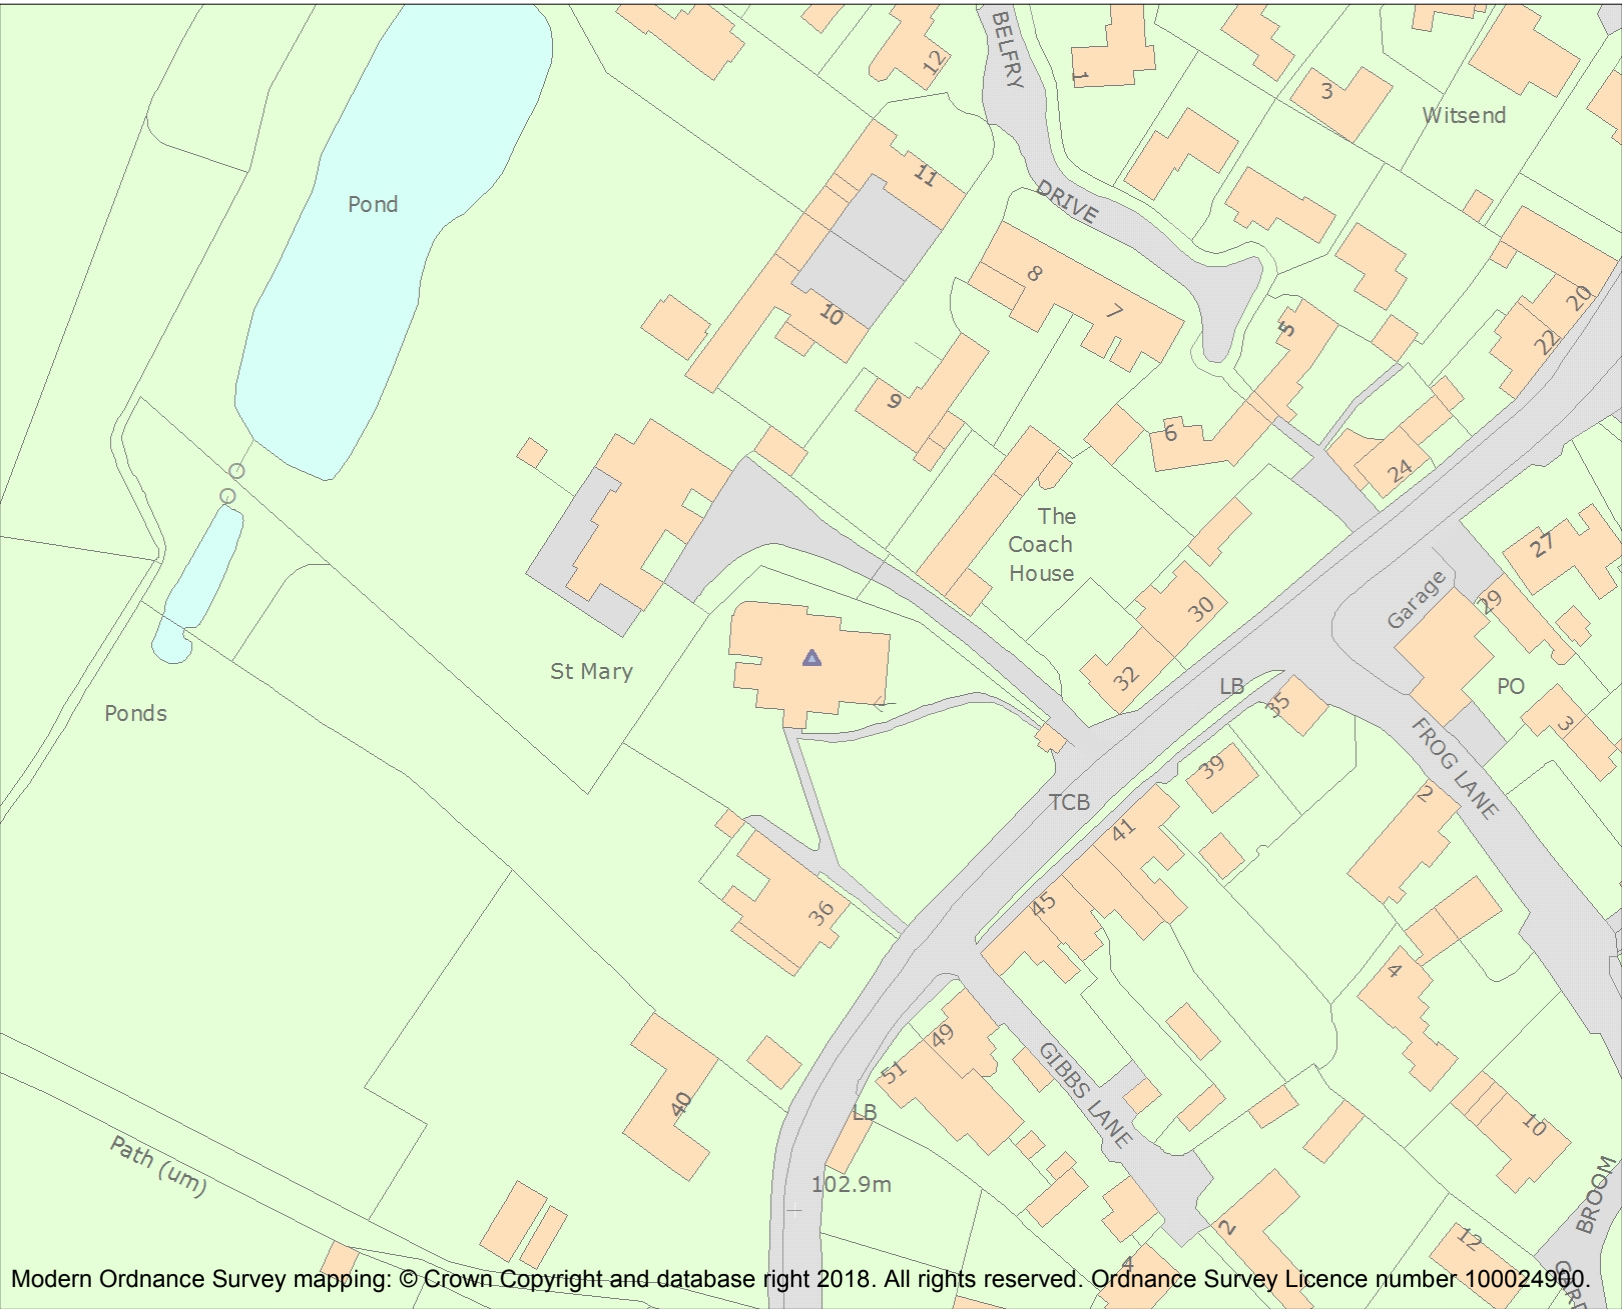 BELFRY
12
1
3
Witsend
11
Pond
DRIVE
8
7
10
5
20
22
9
6
24
The
Coach
House
27
Garage
29
30
St Mary
32
LB
35
PO
3
Ponds
FROG LANE
39
TCB
2
41
45
36
4
49
51
GIBBS LANE
40
LB
10
Path (um)
102.9m
BROOM
2
12
4
Modern Ordnance Survey mapping: © Crown Copyright and database right 2018. All rights reserved. Ordnance Survey Licence number 100024900.